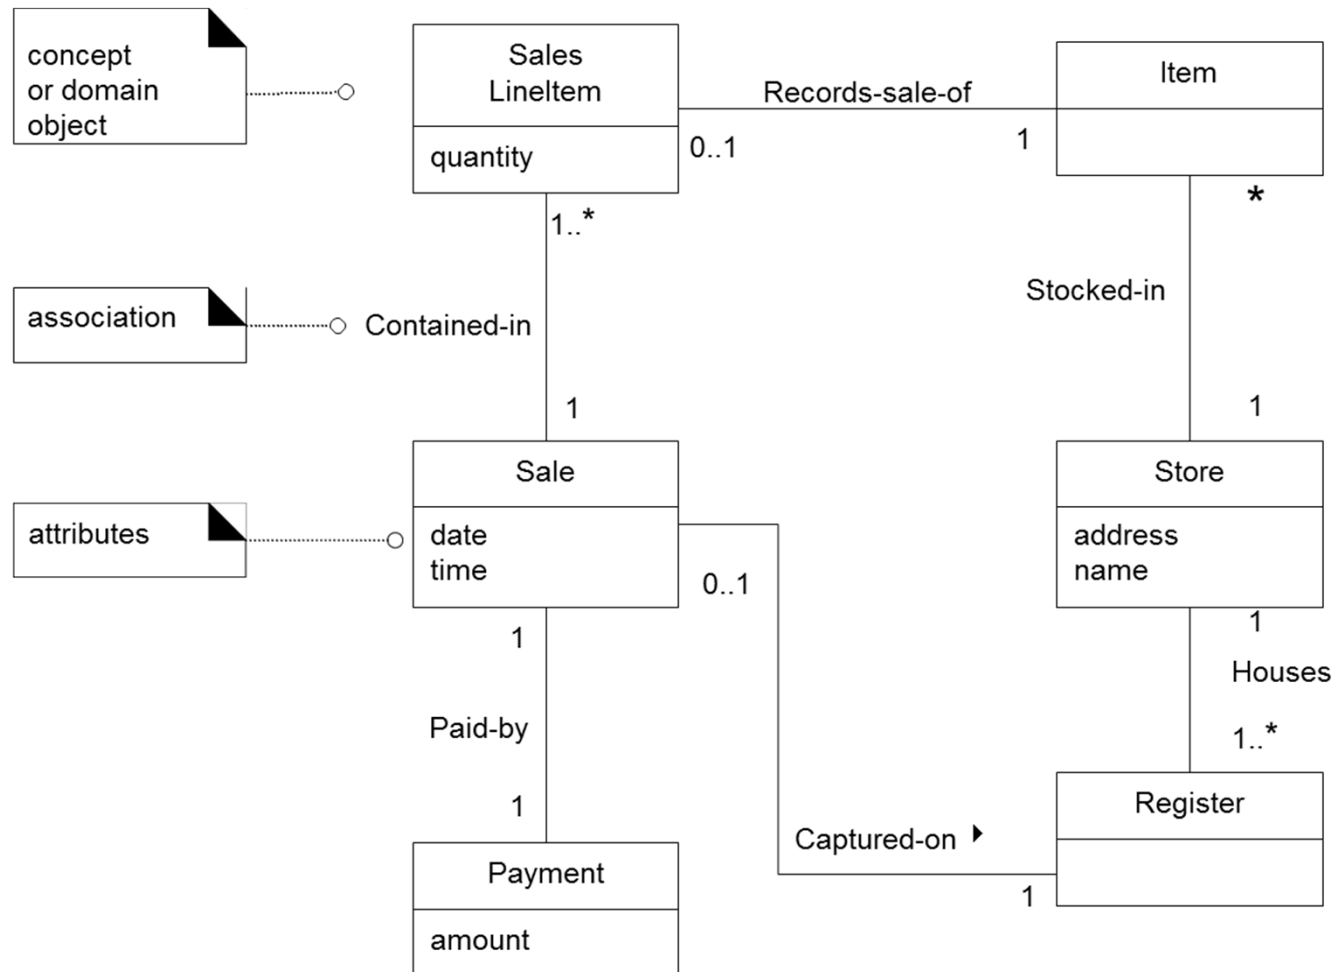 concept
or domain
object
Sales
LineItem
quantity
Records-sale-of
0..1
1
Item
1..*
*
association
Contained-in
Stocked-in
1
1
attributes
Sale
date
time
0..1
Store
address
name
1
1
Houses
Paid-by
1..*
1
Captured-on
1
Register
Payment
amount